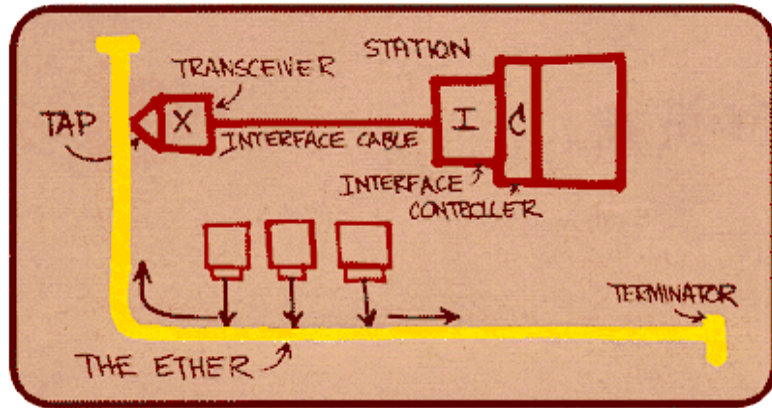 STATION
TRANSCEIVER
TAP
X
I
C
INTERFACE CABLE
INTERFACE
CONTROLLER
TERMINATOR
THE ETHER